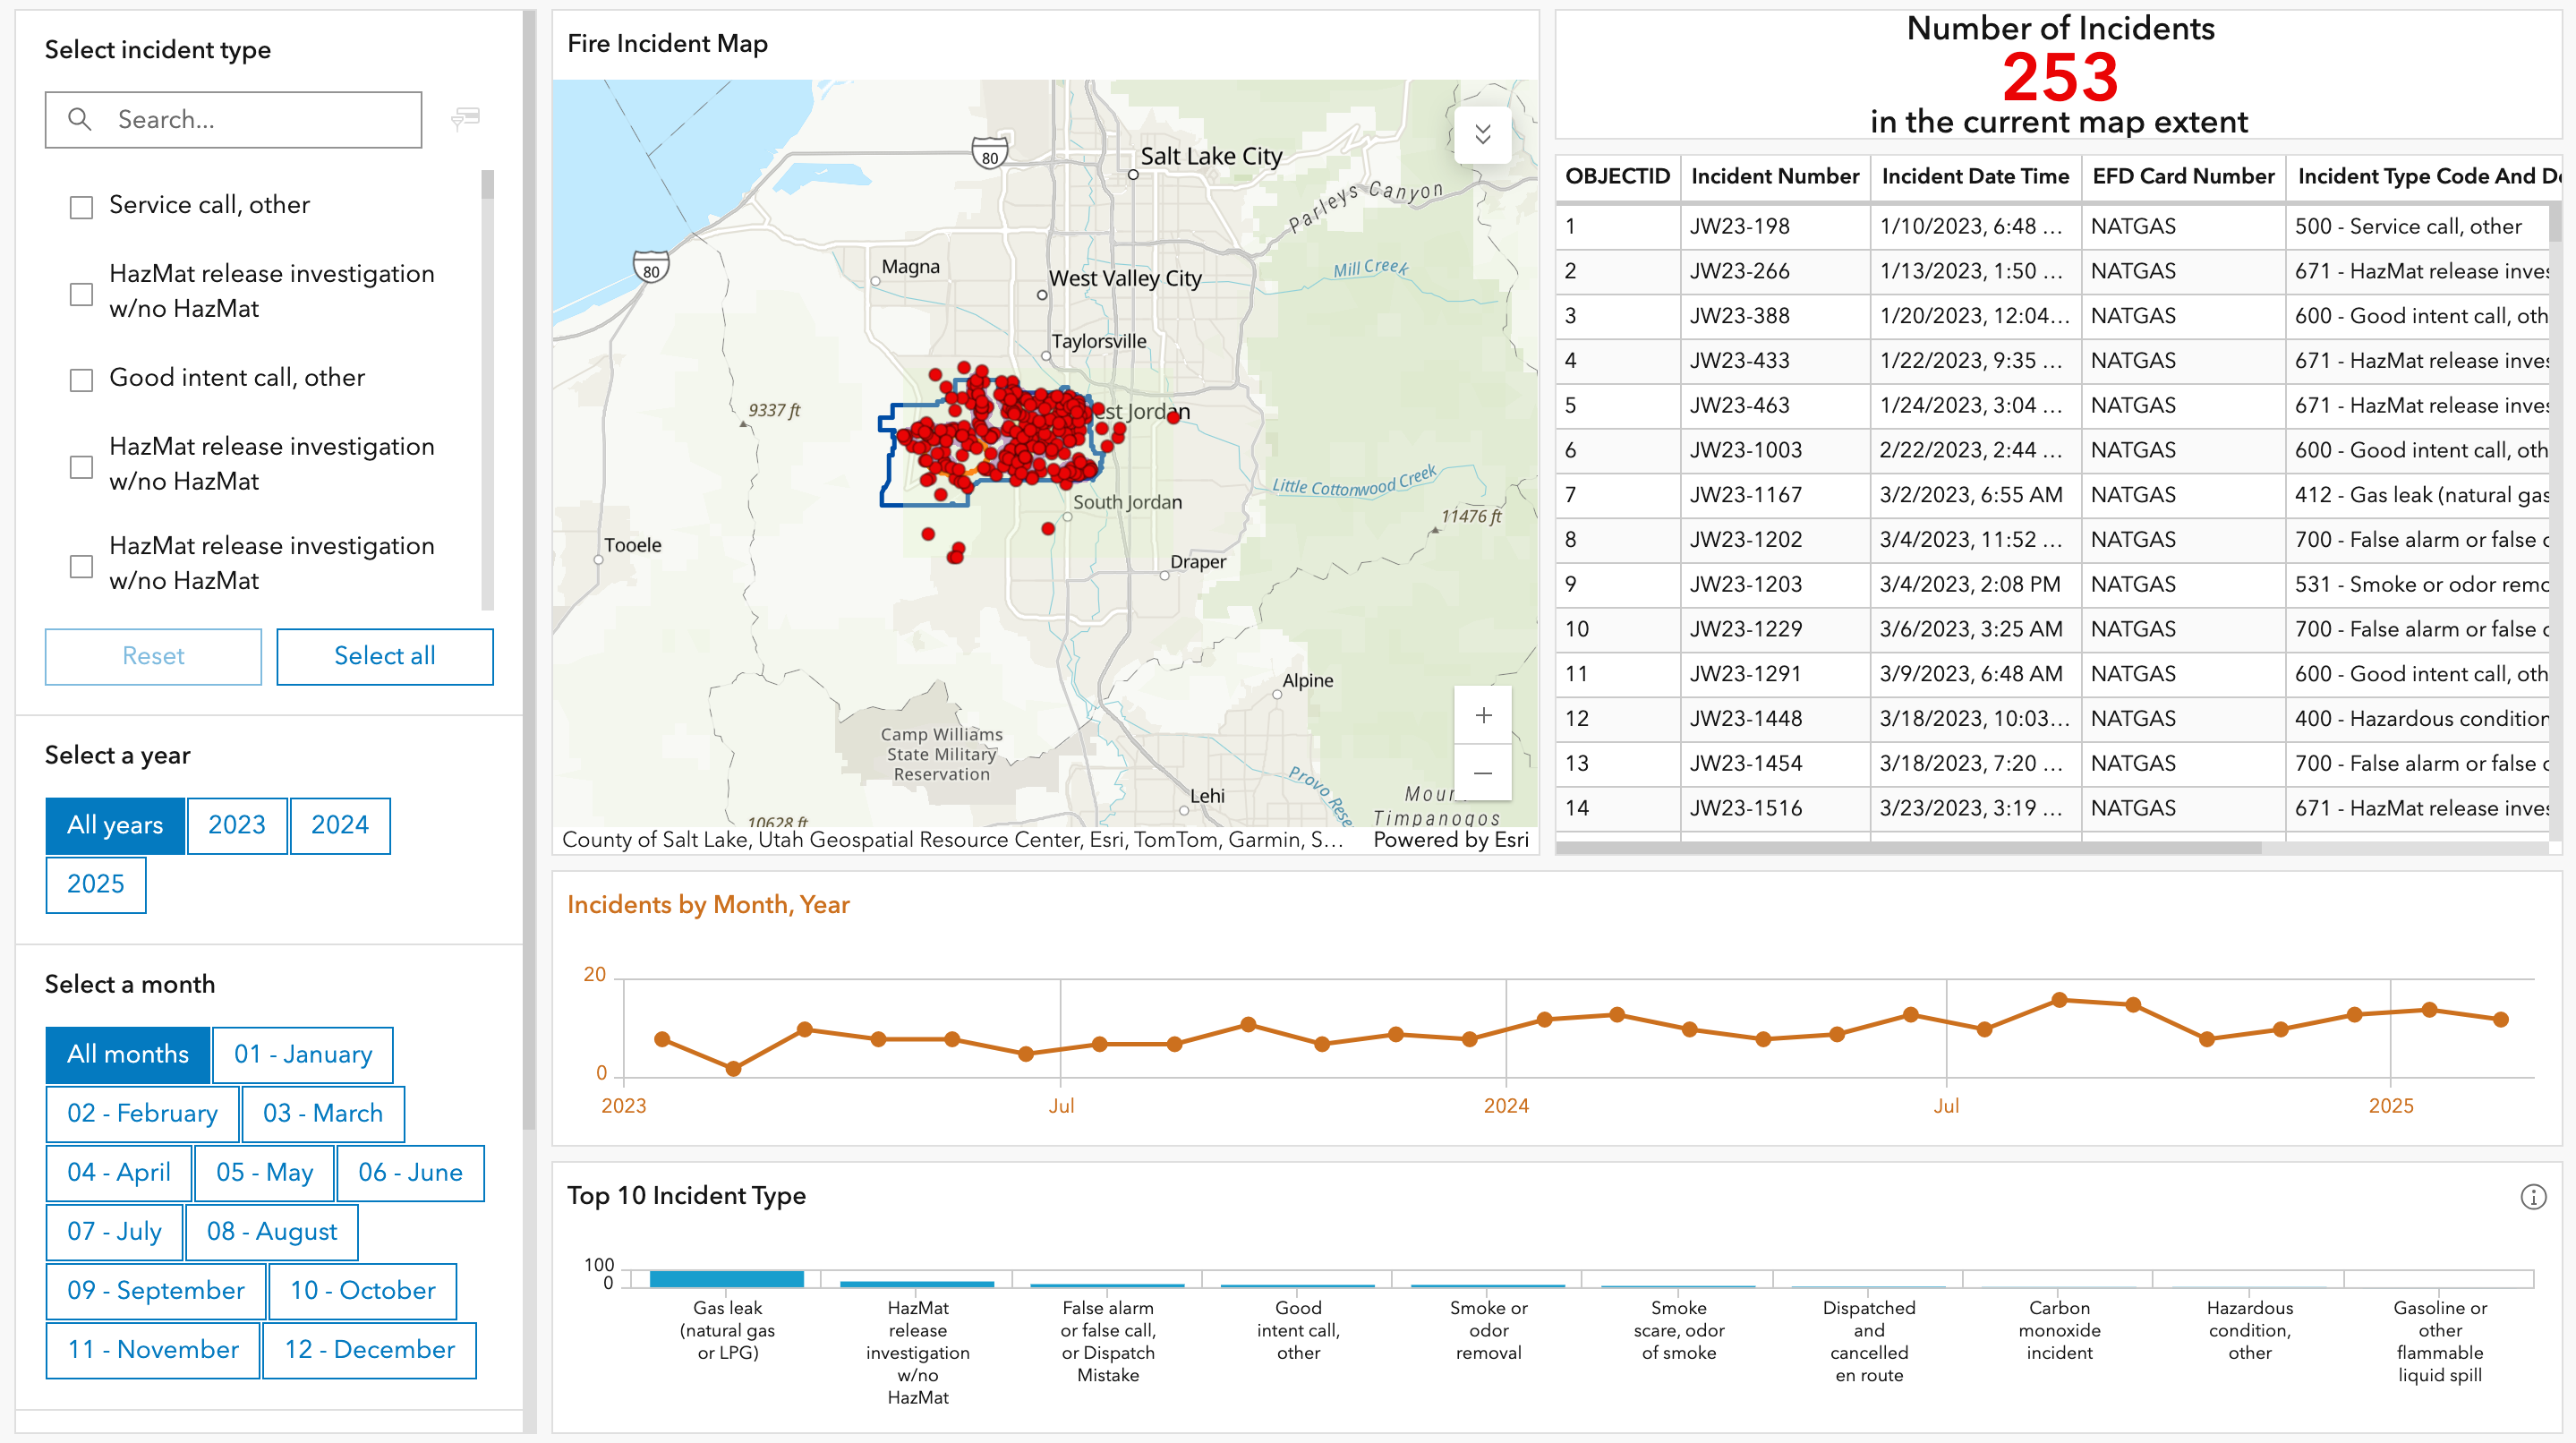 Select incident type
Search...
Service call, other
HazMat release investigation
w/no HazMat
Good intent call, other
HazMat release investigation
w/no HazMat
HazMat release investigation
w/no HazMat
Reset
Select all
Select a year
All years
2023
2024
2025
Select a month
All months
01 - January
02 - February
03 - March
04 - April
05 - May
06 - June
07 - July
08 - August
09 - September
10 - October
11 - November
12 - December
Fire Incident Map
80
Salt Lake City
Parleys Canyon
80
Magna
West Valley City
Mill Creek
Taylorsville
9337 ft
est Jordan
Little Cottonwood Creek
South Jordan
11476 ft
Tooele
Draper
Alpine
Camp Williams
State Military
Reservation
Lehi
Provo Rese
Moun
Timpanogos
10628 ft
County of Salt Lake, Utah Geospatial Resource Center, Esri, TomTom, Garmin, S...
Powered by Esri
Number of Incidents
253
in the current map extent
OBJECTID Incident Number Incident Date Time EFD Card Number Incident Type Code And De
1 JW23-198 1/10/2023, 6:48 ... NATGAS 500 - Service call, other
2 JW23-266 1/13/2023, 1:50 ... NATGAS 671 - HazMat release inves
3 JW23-388 1/20/2023, 12:04... NATGAS 600 - Good intent call, oth
4 JW23-433 1/22/2023, 9:35 ... NATGAS 671 - HazMat release inves
5 JW23-463 1/24/2023, 3:04 ... NATGAS 671 - HazMat release inves
6 JW23-1003 2/22/2023, 2:44 ... NATGAS 600 - Good intent call, oth
7 JW23-1167 3/2/2023, 6:55 AM NATGAS 412 - Gas leak (natural gas
8 JW23-1202 3/4/2023, 11:52 ... NATGAS 700 - False alarm or false c
9 JW23-1203 3/4/2023, 2:08 PM NATGAS 531 - Smoke or odor remo
10 JW23-1229 3/6/2023, 3:25 AM NATGAS 700 - False alarm or false c
11 JW23-1291 3/9/2023, 6:48 AM NATGAS 600 - Good intent call, oth
12 JW23-1448 3/18/2023, 10:03... NATGAS 400 - Hazardous condition
13 JW23-1454 3/18/2023, 7:20 ... NATGAS 700 - False alarm or false c
14 JW23-1516 3/23/2023, 3:19 ... NATGAS 671 - HazMat release inves
Incidents by Month, Year
20
0
2023 Jul 2024 Jul 2025
Top 10 Incident Type
100
0
Gas leak
(natural gas
or LPG)
HazMat
release
investigation
w/no
HazMat
False alarm
or false call,
or Dispatch
Mistake
Good
intent call,
other
Smoke or
odor
removal
Smoke
scare, odor
of smoke
Dispatched
and
cancelled
en route
Carbon
monoxide
incident
Hazardous
condition,
other
Gasoline or
other
flammable
liquid spill